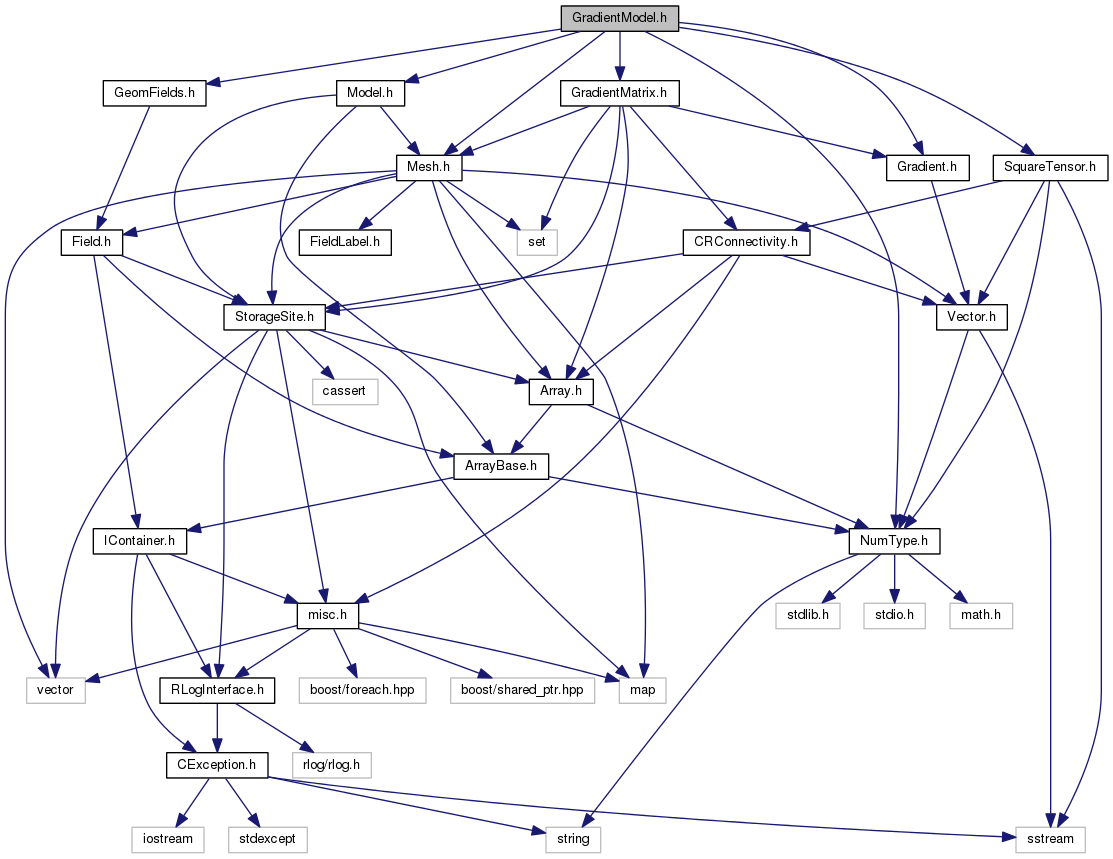 GradientModel.h
GeomFields.h
Model.h
GradientMatrix.h
Mesh.h
Gradient.h
SquareTensor.h
Field.h
FieldLabel.h
set
CRConnectivity.h
StorageSite.h
Vector.h
cassert
Array.h
ArrayBase.h
IContainer.h
NumType.h
misc.h
stdlib.h
stdio.h
math.h
vector
RLogInterface.h
boost/foreach.hpp
boost/shared_ptr.hpp
map
CException.h
rlog/rlog.h
iostream
stdexcept
string
sstream